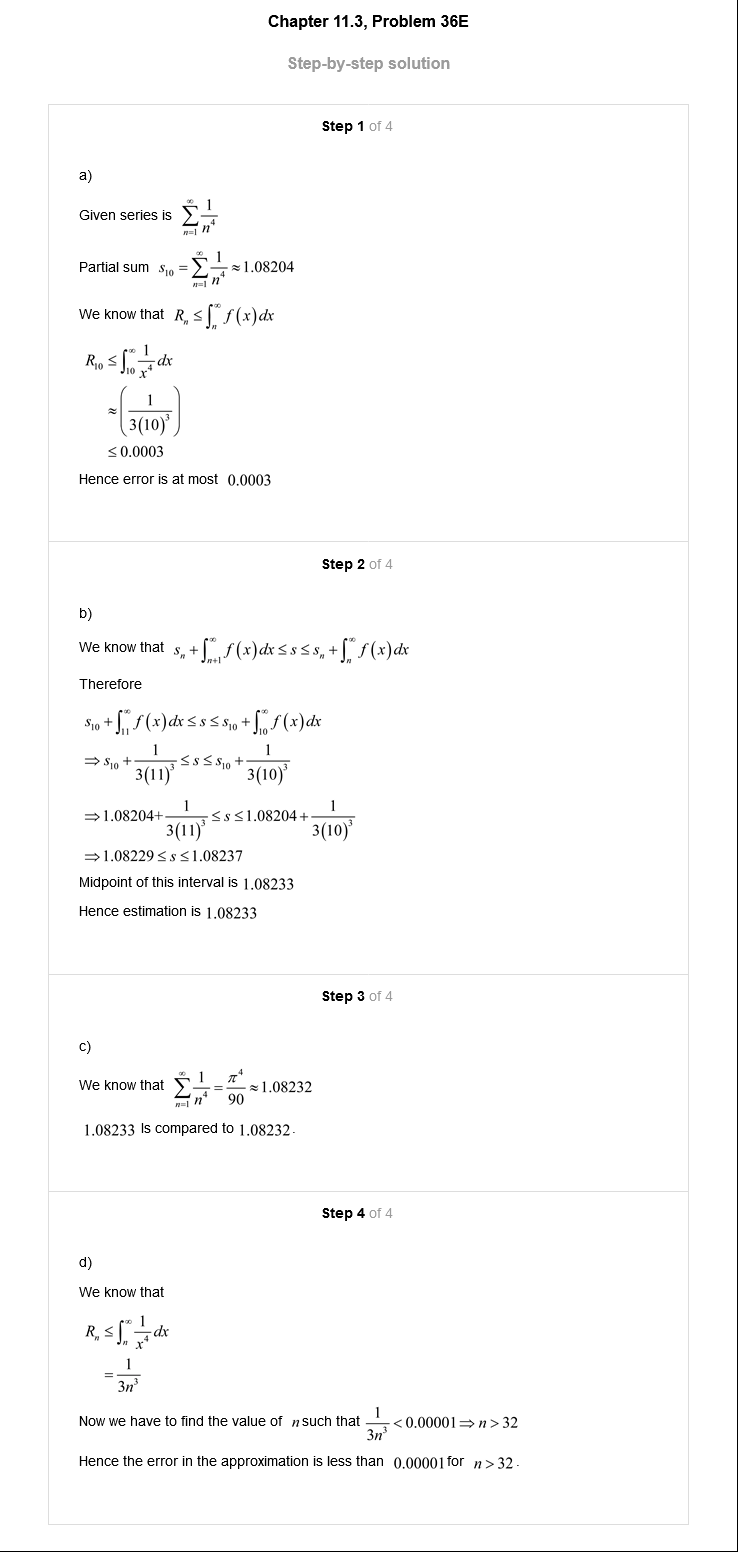 Chapter 11.3, Problem 36E
Step-by-step solution
Step 1 of 4
a)
Given series is \sum_{n=1}^{\infty} \frac{1}{n^4}
Partial sum s_{10} = \sum_{n=1}^{\infty} \frac{1}{n^4} \approx 1.08204
We know that R_n \leq \int_n^{\infty} f(x) dx
R_{10} \leq \int_{10}^{\infty} \frac{1}{x^4} dx
\approx \left( \frac{1}{3(10)^3} \right)
\leq 0.0003
Hence error is at most 0.0003
Step 2 of 4
b)
We know that s_n + \int_{n+1}^{\infty} f(x) dx \leq s \leq s_n + \int_n^{\infty} f(x) dx
Therefore
s_{10} + \int_{11}^{\infty} f(x) dx \leq s \leq s_{10} + \int_{10}^{\infty} f(x) dx
\Rightarrow s_{10} + \frac{1}{3(11)^3} \leq s \leq s_{10} + \frac{1}{3(10)^3}
\Rightarrow 1.08204 + \frac{1}{3(11)^3} \leq s \leq 1.08204 + \frac{1}{3(10)^3}
\Rightarrow 1.08229 \leq s \leq 1.08237
Midpoint of this interval is 1.08233
Hence estimation is 1.08233
Step 3 of 4
c)
We know that \sum_{n=1}^{\infty} \frac{1}{n^4} = \frac{\pi^4}{90} \approx 1.08232
1.08233 Is compared to 1.08232.
Step 4 of 4
d)
We know that
R_n \leq \int_n^{\infty} \frac{1}{x^4} dx
= \frac{1}{3n^3}
Now we have to find the value of n such that \frac{1}{3n^3} < 0.00001 \Rightarrow n > 32
Hence the error in the approximation is less than 0.00001 for n > 32.